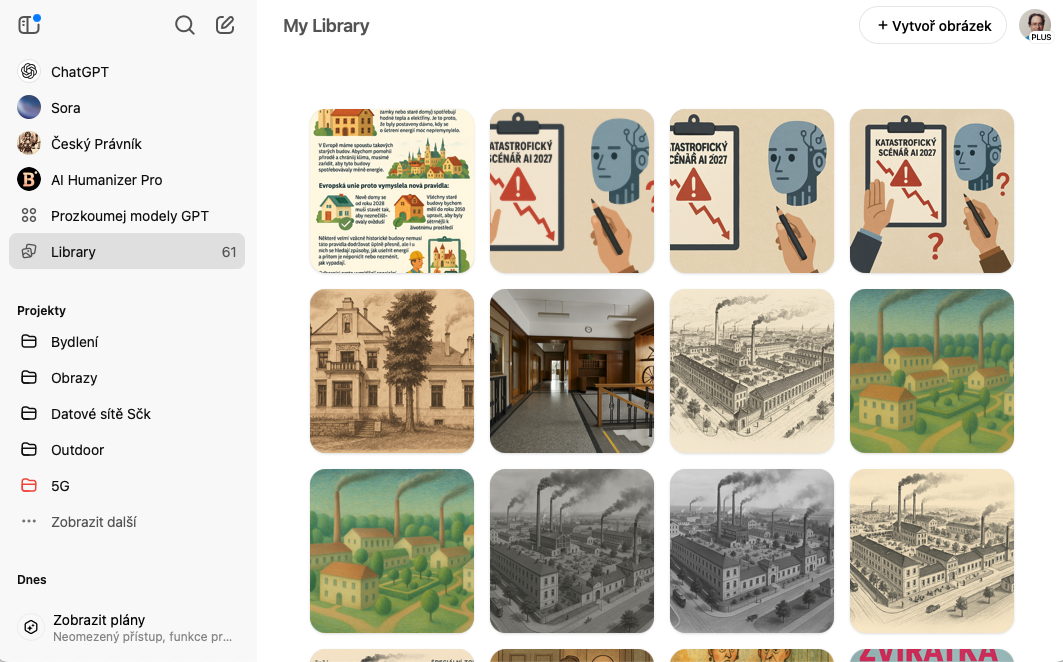 My Library
+ Vytvoř obrázek
PLUS
ChatGPT
Sora
Český Právník
AI Humanizer Pro
Prozkoumej modely GPT
Library 61
Projekty
Bydlení
Obrazy
Datové sítě Sčk
Outdoor
5G
Zobrazit další
Dnes
Zobrazit plány
Neomezený přístup, funkce pr...
zamky nebo staré domy) spotřebují
hodně tepla a elektřiny. Je to proto,
že byly postaveny dávno, kdy se
o šetření energií moc nepremýšlelo.
V Evropě máme spoustu takových
starých budov. Abychom pomohli
přírodě a chránili klima, musíme
zařídit, aby tyto budovy
spotřebovávaly méně energie.
Evropská unie proto vymyslela nová pravidla:
Nové domy se
od roku 2028
musí stavět tak,
aby neznečišť-
ovaly ovzduší
Všechny staré
budovy bychom
měli do roku 2050
upravit, aby byly
šetrnější k
životnímu prostředí
Některé velmi vzácné historické budovy nemusí
tato pravidla dodržovat úplně přesně, ale i u
nich se hledají způsoby, jak ušetřit energii
a přitom je neponičit nebo nezměnit,
jak vypadají.
KATASTROFICKÝ
SCÉNÁŘ AI 2027
KATASTROFICKÝ
SCÉNÁŘ AI 2027
KATASTROFICKÝ
SCÉNÁŘ AI 2027
ZVÍŘÁTKA